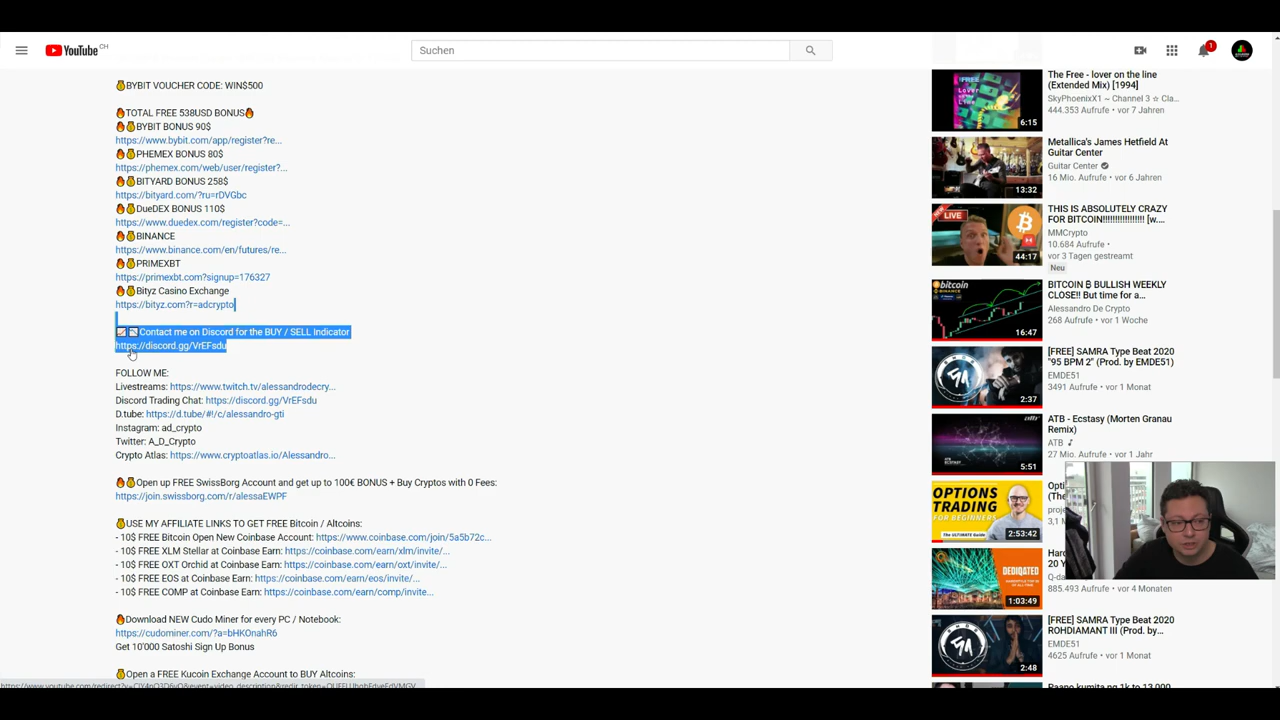 YouTube CH
Suchen
1
BYBIT VOUCHER CODE: WIN$500
TOTAL FREE 538USD BONUS
BYBIT BONUS 90$
https://www.bybit.com/app/register?re...
PHEMEX BONUS 80$
https://phemex.com/web/user/register?...
BITYARD BONUS 258$
https://bityard.com/?ru=rDVGbc
DueDEX BONUS 110$
https://www.duedex.com/register?code=...
BINANCE
https://www.binance.com/en/futures/re...
PRIMEXBT
https://primexbt.com?signup=176327
Bityz Casino Exchange
https://bityz.com?r=adcrypto
Contact me on Discord for the BUY / SELL Indicator
https://discord.gg/VrEFsdu
FOLLOW ME:
Livestreams: https://www.twitch.tv/alessandrodecry...
Discord Trading Chat: https://discord.gg/VrEFsdu
D.tube: https://d.tube/#!/c/alessandro-gti
Instagram: ad_crypto
Twitter: A_D_Crypto
Crypto Atlas: https://www.cryptoatlas.io/Alessandro...
Open up FREE SwissBorg Account and get up to 100€ BONUS + Buy Cryptos with 0 Fees:
https://join.swissborg.com/r/alessaEWPF
USE MY AFFILIATE LINKS TO GET FREE Bitcoin / Altcoins:
- 10$ FREE Bitcoin Open New Coinbase Account: https://www.coinbase.com/join/5a5b72c...
- 10$ FREE XLM Stellar at Coinbase Earn: https://coinbase.com/earn/xlm/invite/...
- 10$ FREE OXT Orchid at Coinbase Earn: https://coinbase.com/earn/oxt/invite/...
- 10$ FREE EOS at Coinbase Earn: https://coinbase.com/earn/eos/invite/...
- 10$ FREE COMP at Coinbase Earn: https://coinbase.com/earn/comp/invite...
Download NEW Cudo Miner for every PC / Notebook:
https://cudominer.com/?a=bHKOnahR6
Get 10'000 Satoshi Sign Up Bonus
Open a FREE Kucoin Exchange Account to BUY Altcoins:
The Free - lover on the line
(Extended Mix) [1994]
SkyPhoenixX1 ~ Channel 3 ☆ Cla...
444.353 Aufrufe • vor 7 Jahren
6:15
Metallica's James Hetfield At
Guitar Center
Guitar Center
16 Mio. Aufrufe • vor 6 Jahren
13:32
THIS IS ABSOLUTELY CRAZY
FOR BITCOIN!!!!!!!!!!!!!!!! [w....
MMCrypto
10.684 Aufrufe •
vor 3 Tagen gestreamt
Neu
LIVE
44:17
BITCOIN ₿ BULLISH WEEKLY
CLOSE!! But time for a...
Alessandro De Crypto
268 Aufrufe • vor 1 Woche
bitcoin
16:47
[FREE] SAMRA Type Beat 2020
"95 BPM 2" (Prod. by EMDE51)
EMDE51
3491 Aufrufe • vor 1 Monat
2:37
ATB - Ecstasy (Morten Granau
Remix)
ATB
27 Mio. Aufrufe • vor 1 Jahr
5:51
OPTIONS
TRADING
FOR BEGINNERS
2:53:42
Opti
(The
proje
3,1 M
DEDIQATED
1:03:49
Hard
20 Y
Q-da
885.493 Aufrufe • vor 4 Monaten
[FREE] SAMRA Type Beat 2020
ROHDIAMANT III (Prod. by...
EMDE51
4625 Aufrufe • vor 1 Monat
2:48